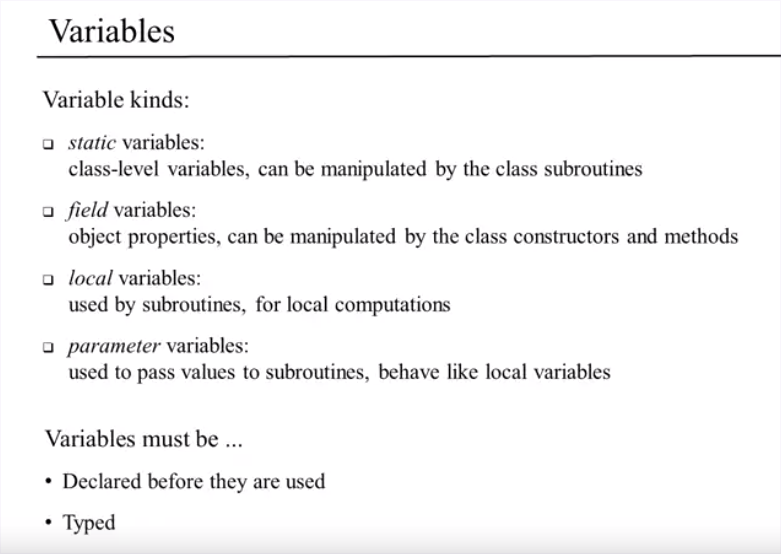 Variables
Variable kinds:
❑ static variables:
class-level variables, can be manipulated by the class subroutines
❑ field variables:
object properties, can be manipulated by the class constructors and methods
❑ local variables:
used by subroutines, for local computations
❑ parameter variables:
used to pass values to subroutines, behave like local variables
Variables must be ...
• Declared before they are used
• Typed